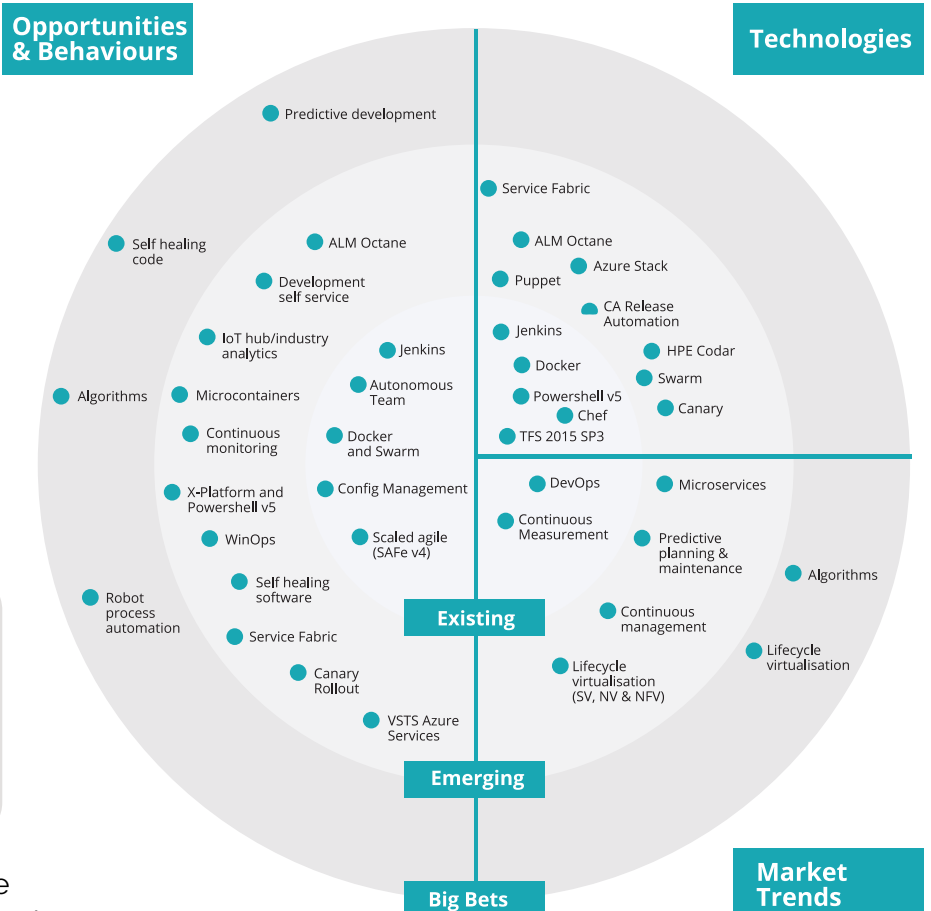 Opportunities
& Behaviours
Technologies
Predictive development
Self healing
code
ALM Octane
Development
self service
IoT hub/industry
analytics
Algorithms
Microcontainers
Continuous
monitoring
X-Platform and
Powershell v5
WinOps
Robot
process
automation
Self healing
software
Service Fabric
Canary
Rollout
VSTS Azure
Services
Jenkins
Autonomous
Team
Docker
and Swarm
Config Management
Scaled agile
(SAFe v4)
Service Fabric
ALM Octane
Azure Stack
Puppet
CA Release
Automation
Jenkins
HPE Codar
Docker
Swarm
Powershell v5
Canary
Chef
TFS 2015 SP3
DevOps
Microservices
Continuous
Measurement
Predictive
planning &
maintenance
Algorithms
Continuous
management
Lifecycle
virtualisation
Lifecycle
virtualisation
(SV, NV & NFV)
Existing
Emerging
Big Bets
Market
Trends